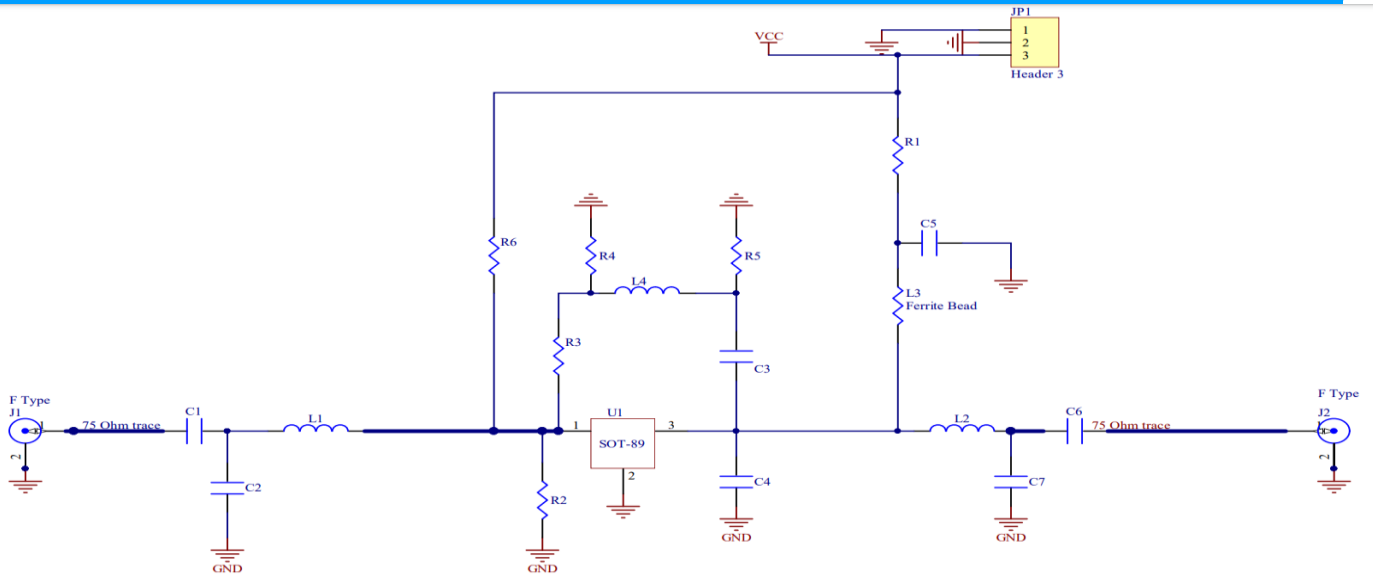 JP1
VCC
1
2
3
Header 3
R1
C5
R6
R4
R5
L4
L3
Ferrite Bead
R3
C3
F Type
J1
1
75 Ohm trace
C1
L1
U1
1
3
SOT-89
2
L2
C6
75 Ohm trace
F Type
J2
1
2
2
C2
R2
C4
C7
GND
GND
GND
GND